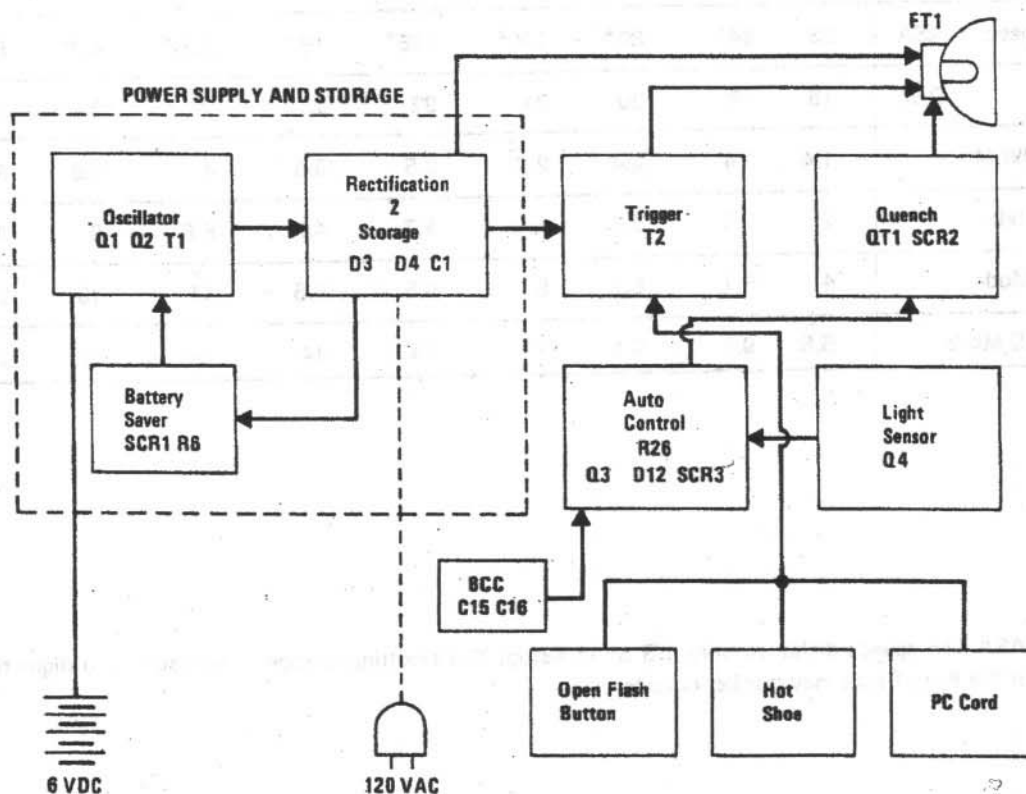 FT1
POWER SUPPLY AND STORAGE
Oscillator
Q1 Q2 T1
Rectification
2
Storage
D3 D4 C1
Trigger
T2
Quench
QT1 SCR2
Battery
Saver
SCR1 R6
Auto
Control
R26
Q3 D12 SCR3
Light
Sensor
Q4
BCC
C15 C16
Open Flash
Button
Hot
Shoe
PC Cord
6 VDC
120 VAC